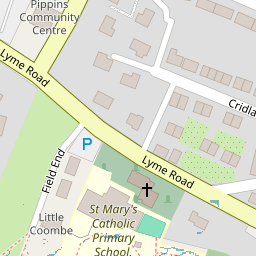 Pippins
Community
Centre
Lyme Road
Cridla
P
Lyme Road
Field End
Little
Coombe
St Mary's
Catholic
Primary
School,